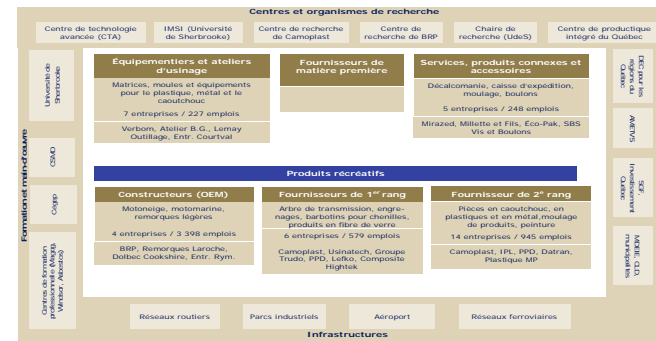 Centres et organismes de recherche
Centre de technologie
avancée (CTA)
IMSI (Université
de Sherbrooke)
Centre de recherche
de Camoplast
Centre de
recherche de BRP
Chaire de
recherche (UdeS)
Centre de productique
intégré du Québec
Formation et main-d'œuvre
Université de
Sherbrooke
CSMO
Cégep
Centres de formation
professionnelle (Magog,
Windsor, Asbestos)
Équipementiers et ateliers
d'usinage
Matrices, moules et équipements
pour le plastique, métal et le
caoutchouc
7 entreprises / 227 emplois
Verbom, Atelier B.G., Lemay
Outillage, Entr. Courtval
Fournisseurs de
matière première
Services, produits connexes et
accessoires
Décalcomanie, caisse d'expédition,
moulage, boulons
5 entreprises / 248 emplois
Mirazed, Millette et Fils, Éco-Pak, SBS
Vis et Boulons
Produits récréatifs
Constructeurs (OEM)
Motoneige, motomarine,
remorques légères
4 entreprises / 3 398 emplois
BRP, Remorques Laroche,
Dolbec Cookshire, Entr. Rym.
Fournisseurs de 1er rang
Arbre de transmission, engre-
nages, barbotins pour chenilles,
produits en fibre de verre
6 entreprises / 579 emplois
Camoplast, Usinatech, Groupe
Trudo, PPD, Lefko, Composite
Hightek
Fournisseur de 2e rang
Pièces en caoutchouc, en
plastiques et en métal,moulage
de produits, peinture
14 entreprises / 945 emplois
Camoplast, IPL, PPD, Datran,
Plastique MP
DEC pour les
régions du
Québec
SGF,
Investissement
Québec
MDEIE, CLD,
municipalités
Réseaux routiers
Parcs industriels
Aéroport
Réseaux ferroviaires
Infrastructures